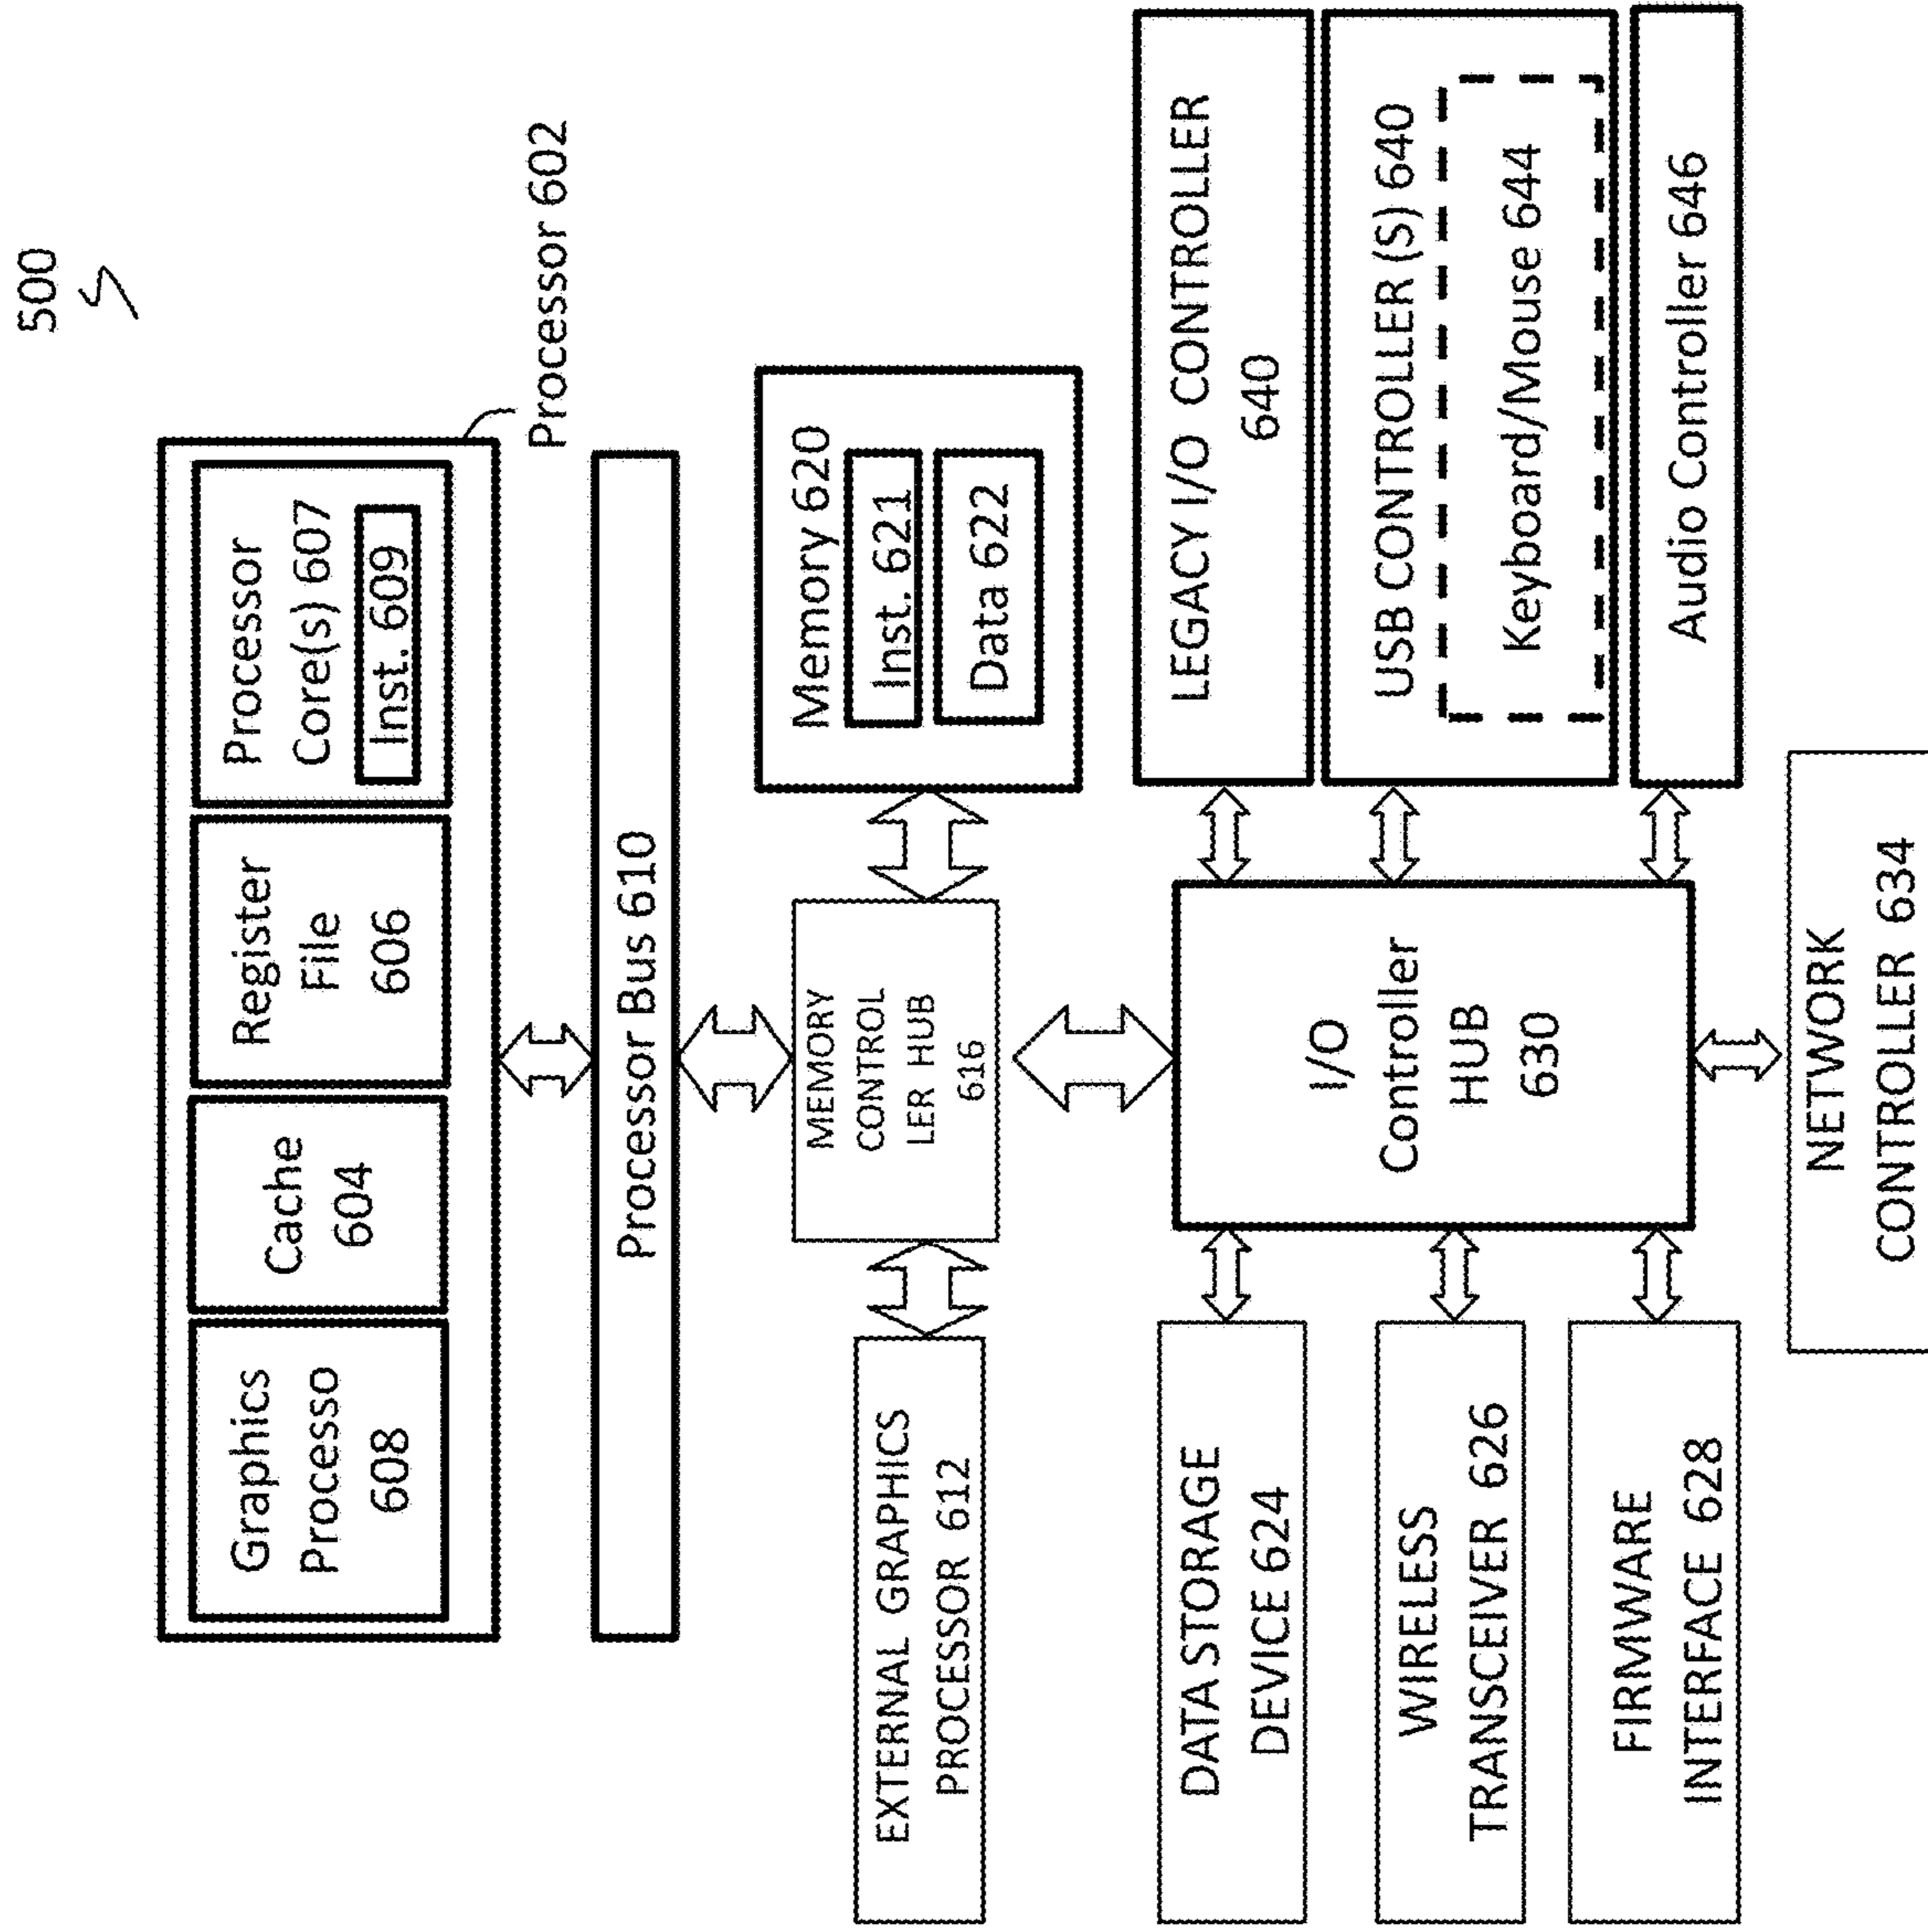 500
Processor 602
Graphics
Processo
608
Cache
604
Register
File
606
Processor
Core(s) 607
Inst. 609
Processor Bus 610
EXTERNAL GRAPHICS
PROCESSOR 612
MEMORY
CONTROL
LER HUB
616
Memory 620
Inst. 621
Data 622
DATA STORAGE
DEVICE 624
WIRELESS
TRANSCEIVER 626
FIRMWARE
INTERFACE 628
I/O
Controller
HUB
630
LEGACY I/O CONTROLLER
640
USB CONTROLLER (S) 640
Keyboard/Mouse 644
Audio Controller 646
NETWORK
CONTROLLER 634